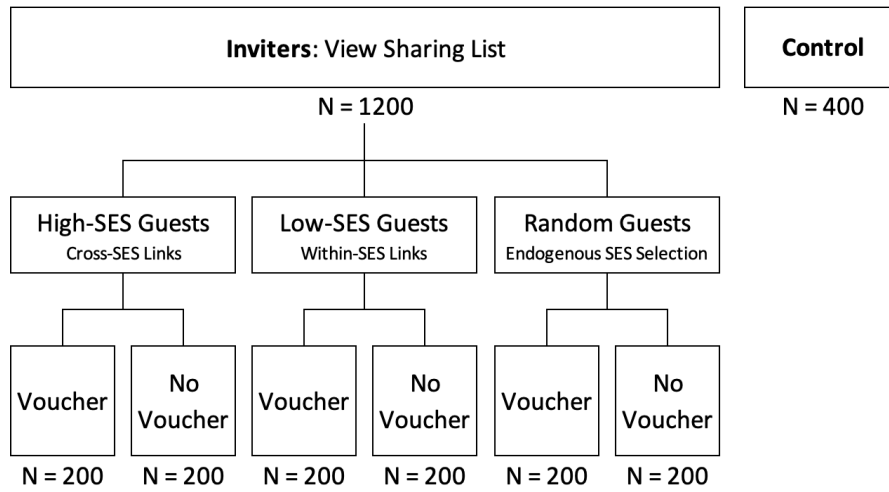 Inviters: View Sharing List
Control
N = 1200
N = 400
High-SES Guests
Cross-SES Links
Low-SES Guests
Within-SES Links
Random Guests
Endogenous SES Selection
Voucher
No
Voucher
Voucher
No
Voucher
Voucher
No
Voucher
N = 200
N = 200
N = 200
N = 200
N = 200
N = 200